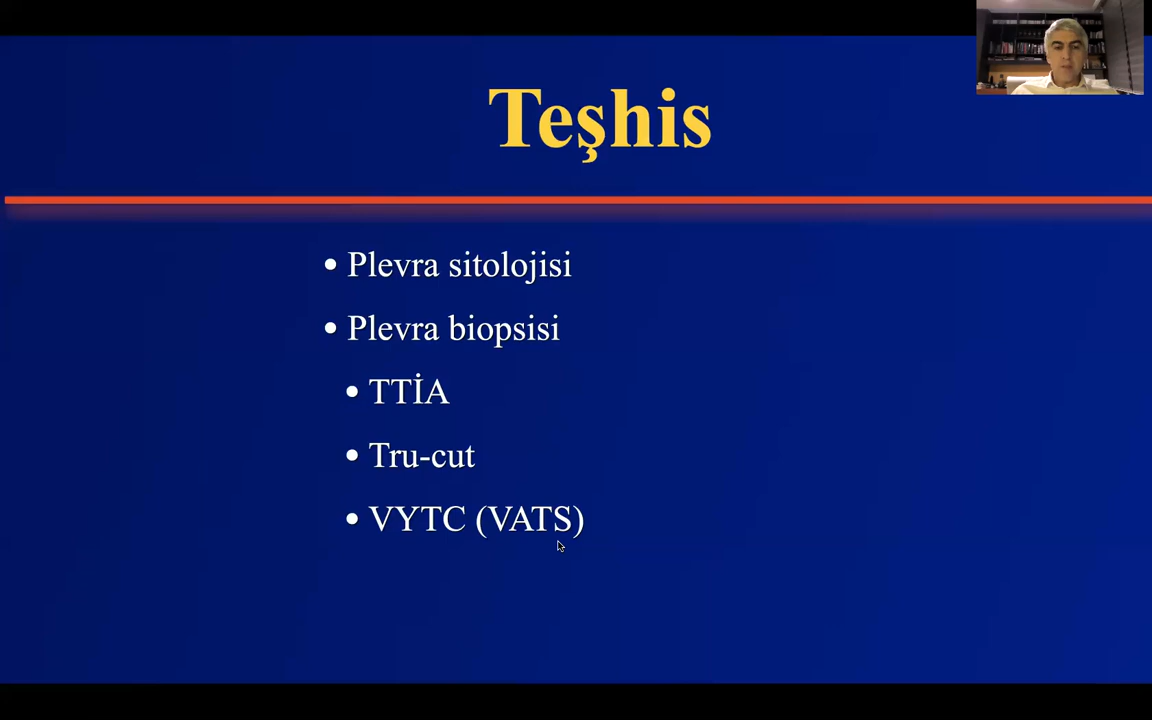 Teşhis
• Plevra sitolojisi
• Plevra biopsisi
• TTİA
• Tru-cut
• VYTC (VATS)